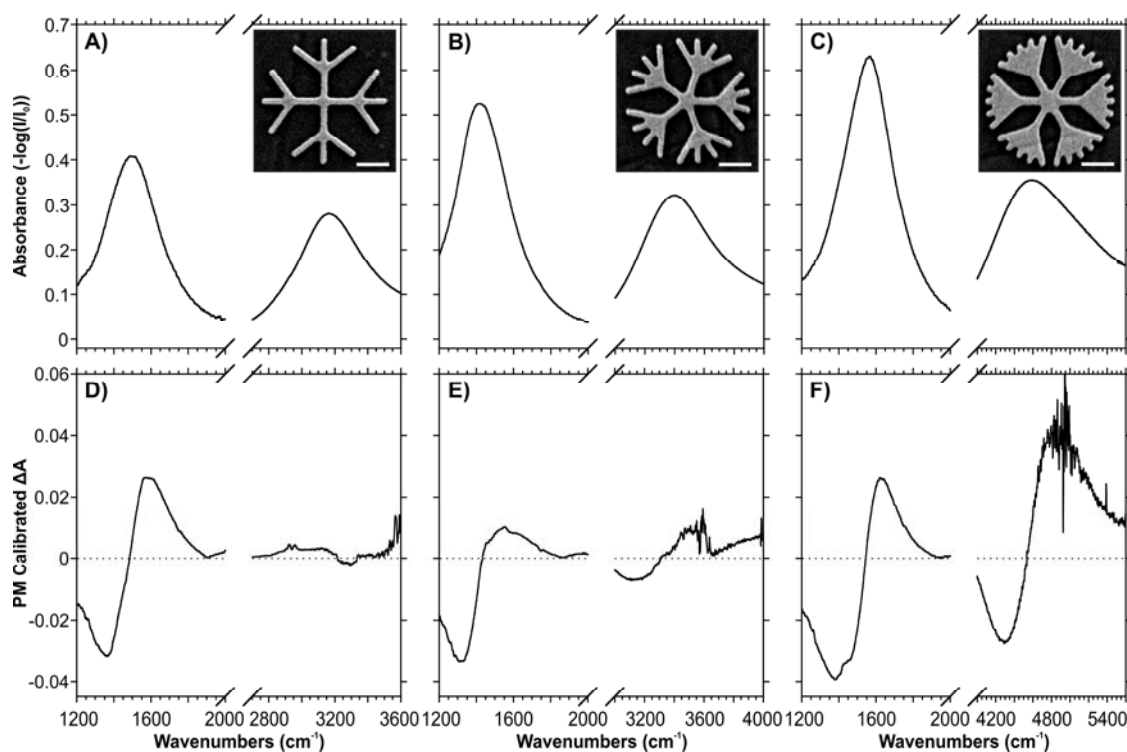 A) B) C)
0.7
0.6
0.5
0.4
0.3
0.2
0.1
0
Absorbance (-log(I/I₀))
D) E) F)
0.06
0.04
0.02
0
-0.02
-0.04
PM Calibrated ΔA
1200 1600 2000 2800 3200 3600 1200 1600 2000 3200 3600 4000 1200 1600 2000 4200 4800 5400
Wavenumbers (cm⁻¹) Wavenumbers (cm⁻¹) Wavenumbers (cm⁻¹)